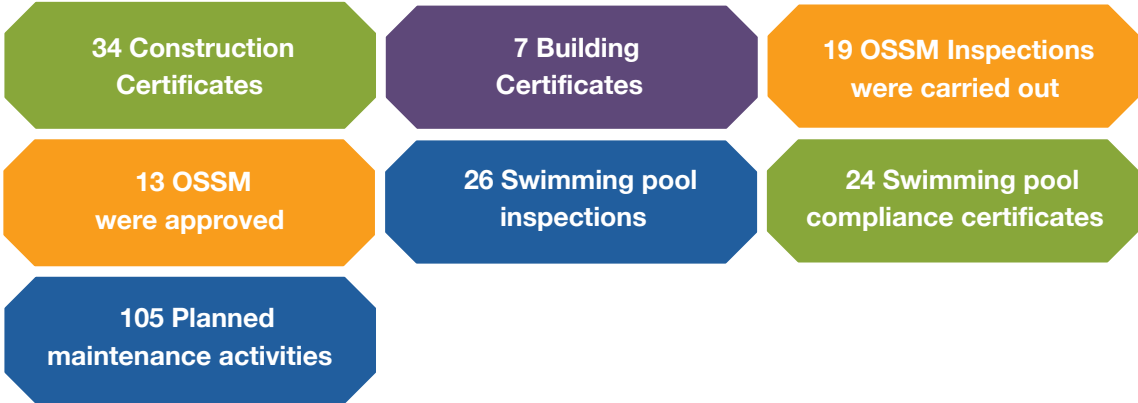 34 Construction
Certificates
7 Building
Certificates
19 OSSM Inspections
were carried out
13 OSSM
were approved
26 Swimming pool
inspections
24 Swimming pool
compliance certificates
105 Planned
maintenance activities